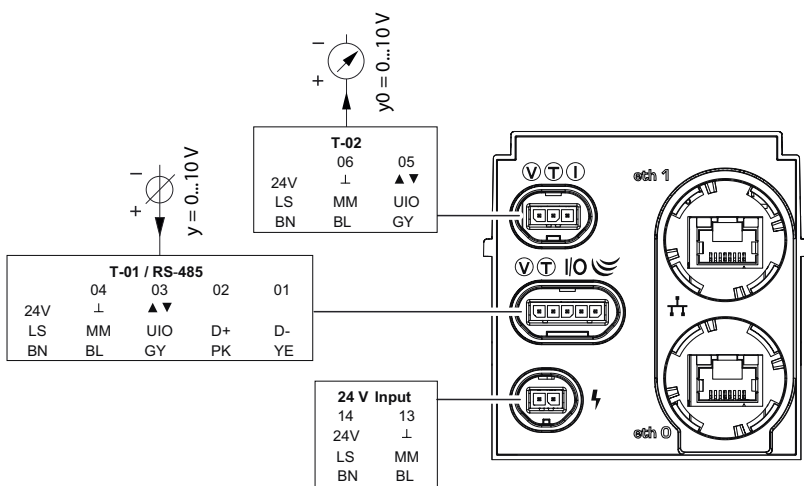 y0 = 0...10 V
− +
y = 0...10 V
− +
T-02
06 05
24V ⊥ ▲▼
LS MM UIO
BN BL GY
T-01 / RS-485
04 03 02 01
24V ⊥ ▲▼
LS MM UIO D+ D-
BN BL GY PK YE
24 V Input
14 13
24V ⊥
LS MM
BN BL
V T I
eth 1
V T I/O
eth 0